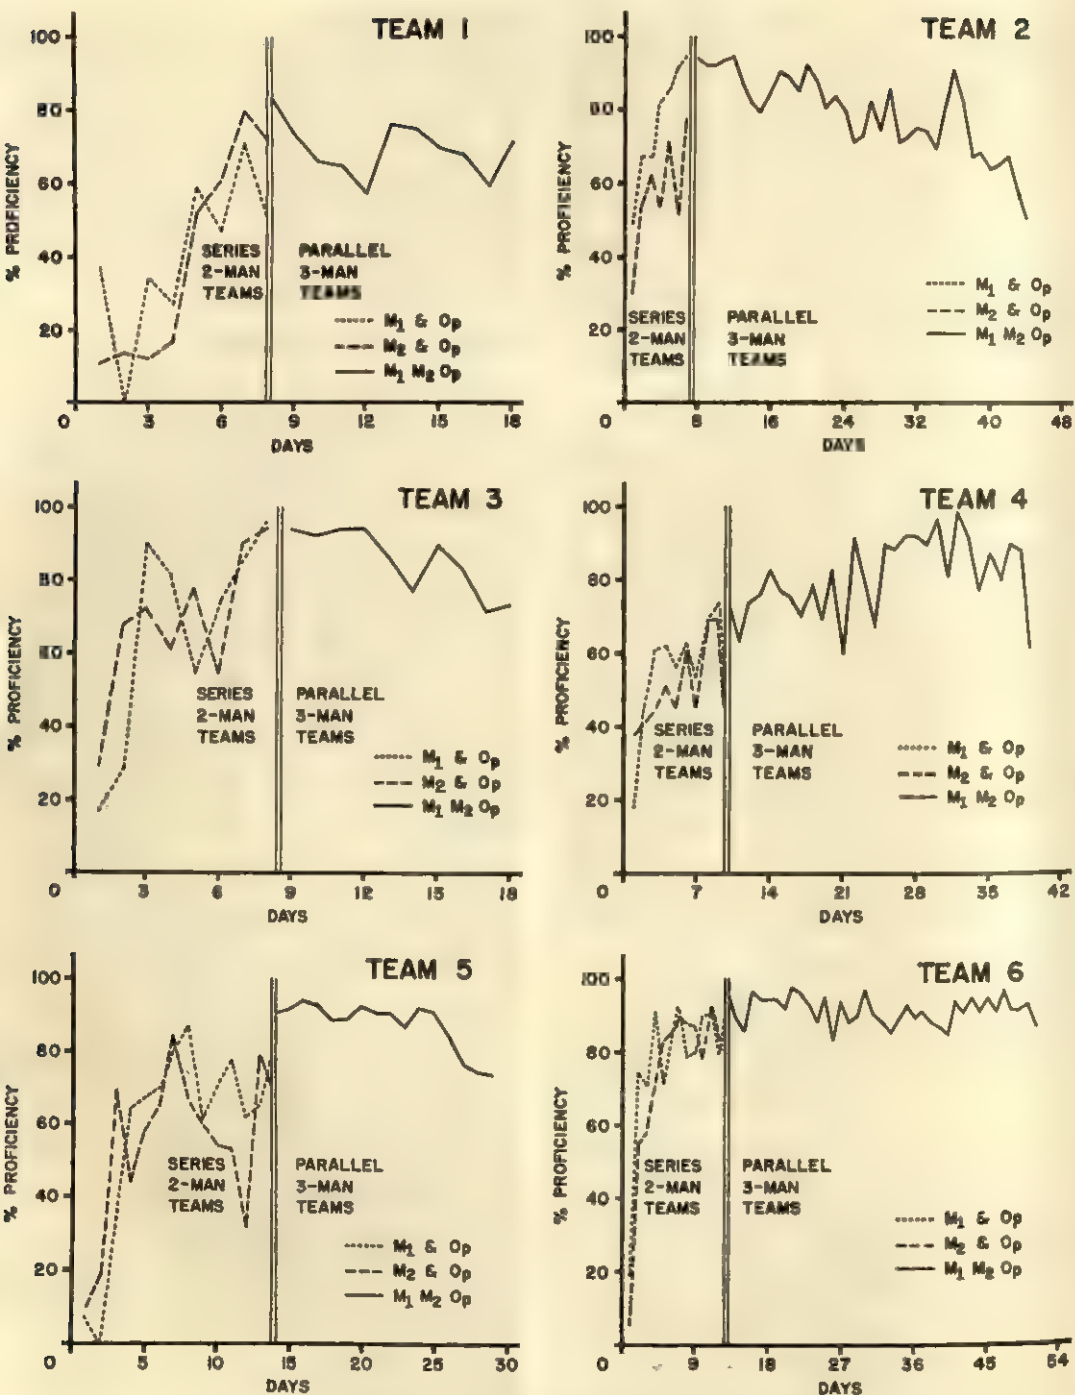 TEAM 1
100
80
60
40
20
0
% PROFICIENCY
SERIES
2-MAN
TEAMS
PARALLEL
3-MAN
TEAMS
M1 & Op
M2 & Op
M1 M2 Op
3 6 9 12 15 18
DAYS
TEAM 2
100
80
60
40
20
0
% PROFICIENCY
SERIES
2-MAN
TEAMS
PARALLEL
3-MAN
TEAMS
M1 & Op
M2 & Op
M1 M2 Op
8 16 24 32 40 48
DAYS
TEAM 3
100
80
60
40
20
0
% PROFICIENCY
SERIES
2-MAN
TEAMS
PARALLEL
3-MAN
TEAMS
M1 & Op
M2 & Op
M1 M2 Op
3 6 9 12 15 18
DAYS
TEAM 4
100
80
60
40
20
0
% PROFICIENCY
SERIES
2-MAN
TEAMS
PARALLEL
3-MAN
TEAMS
M1 & Op
M2 & Op
M1 M2 Op
7 14 21 28 35 42
DAYS
TEAM 5
100
80
60
40
20
0
% PROFICIENCY
SERIES
2-MAN
TEAMS
PARALLEL
3-MAN
TEAMS
M1 & Op
M2 & Op
M1 M2 Op
5 10 15 20 25 30
DAYS
TEAM 6
100
80
60
40
20
0
% PROFICIENCY
SERIES
2-MAN
TEAMS
PARALLEL
3-MAN
TEAMS
M1 & Op
M2 & Op
M1 M2 Op
9 18 27 36 45 54
DAYS